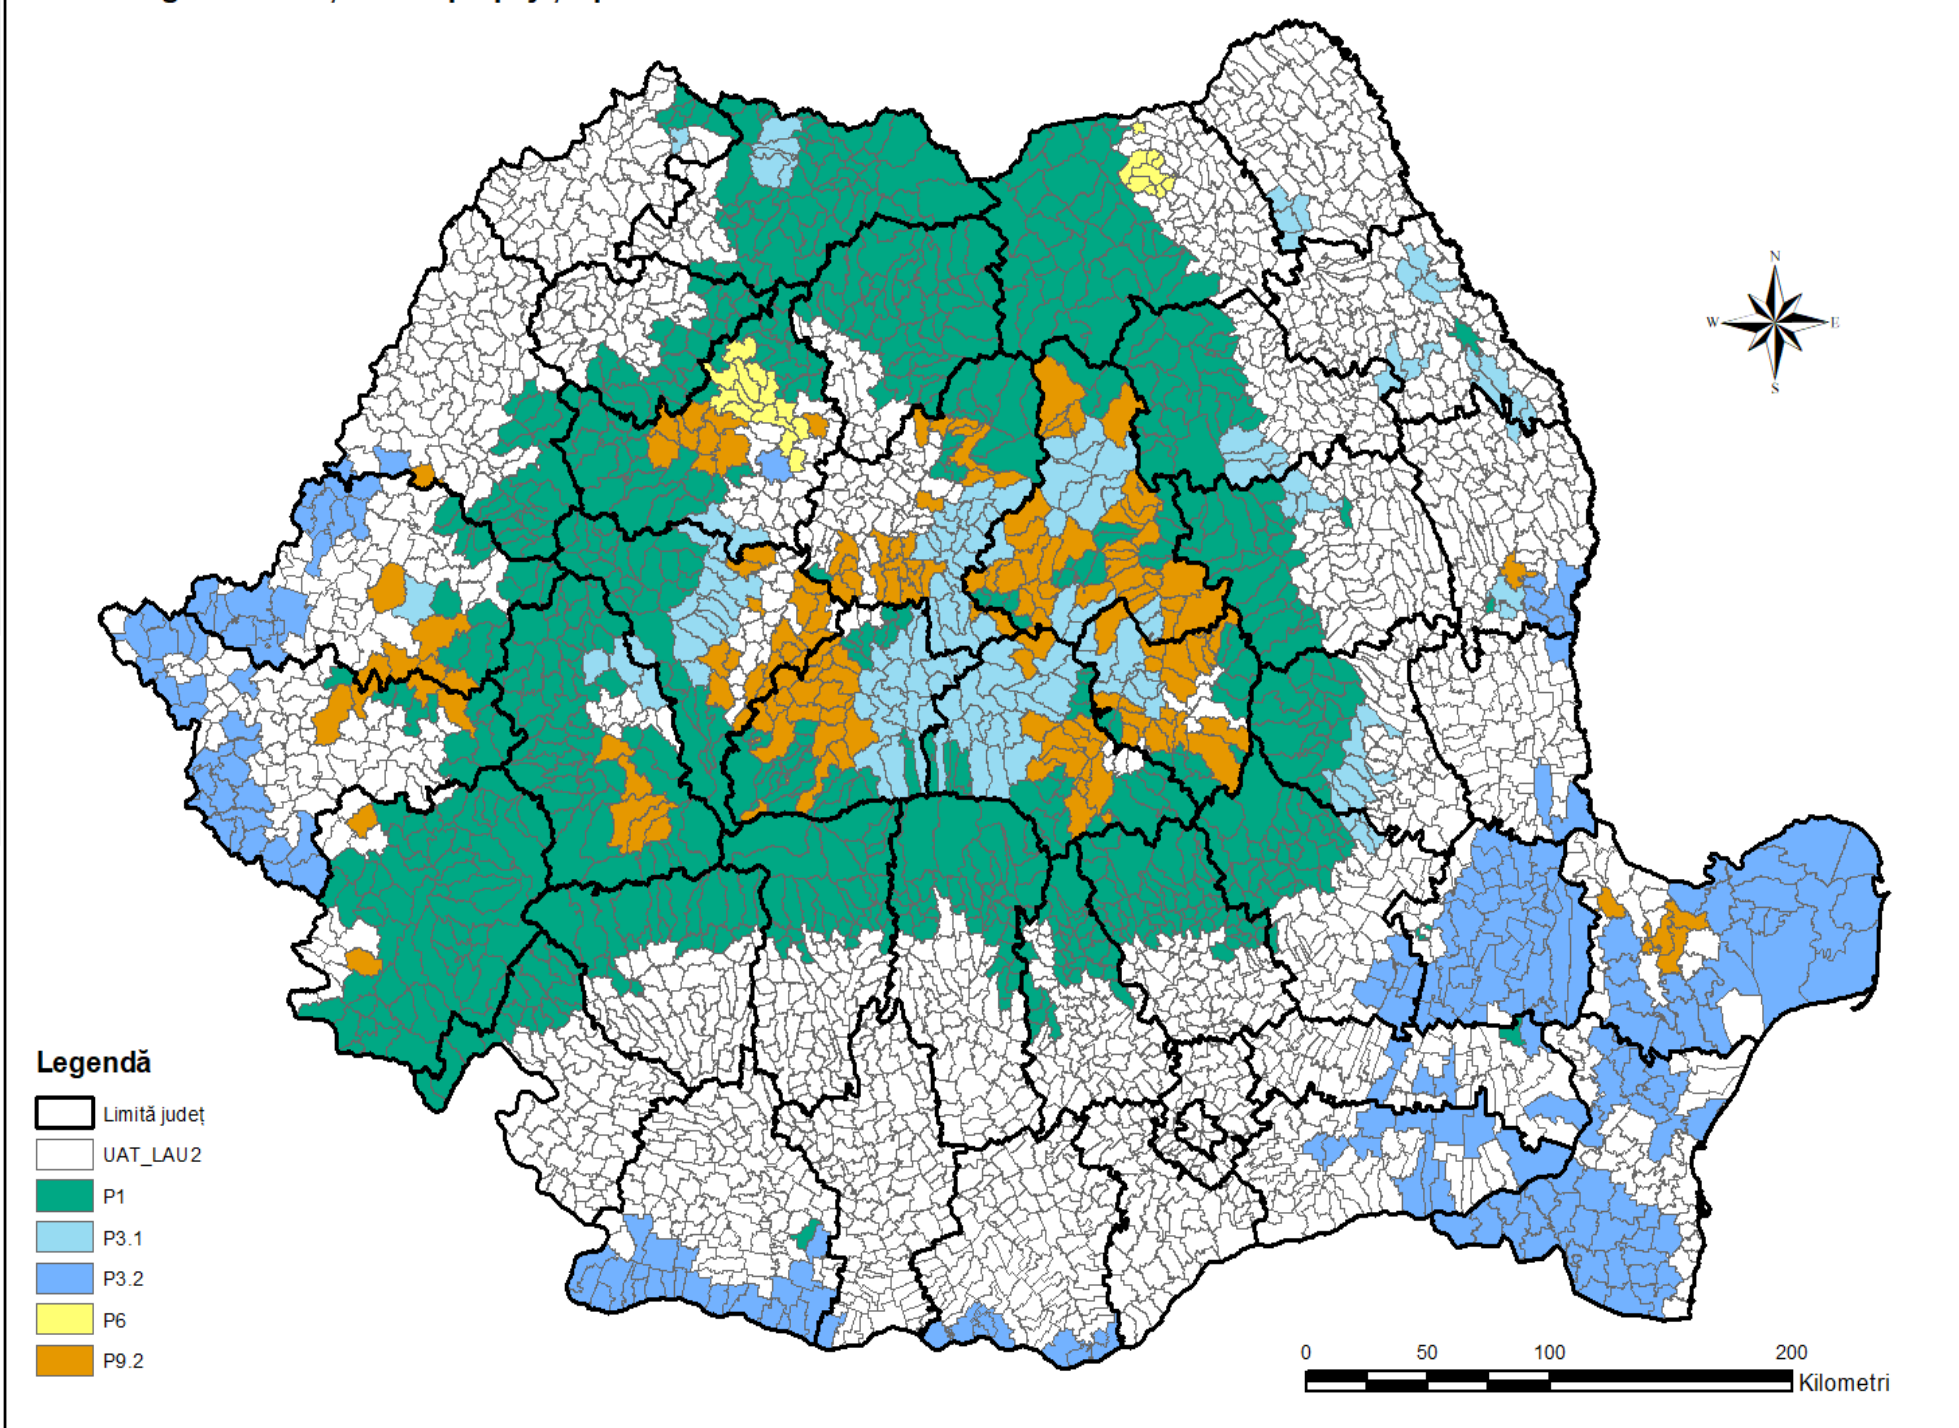 N
W E
S
Legendă
Limită județ
UAT_LAU2
P1
P3.1
P3.2
P6
P9.2
0 50 100 200
Kilometri